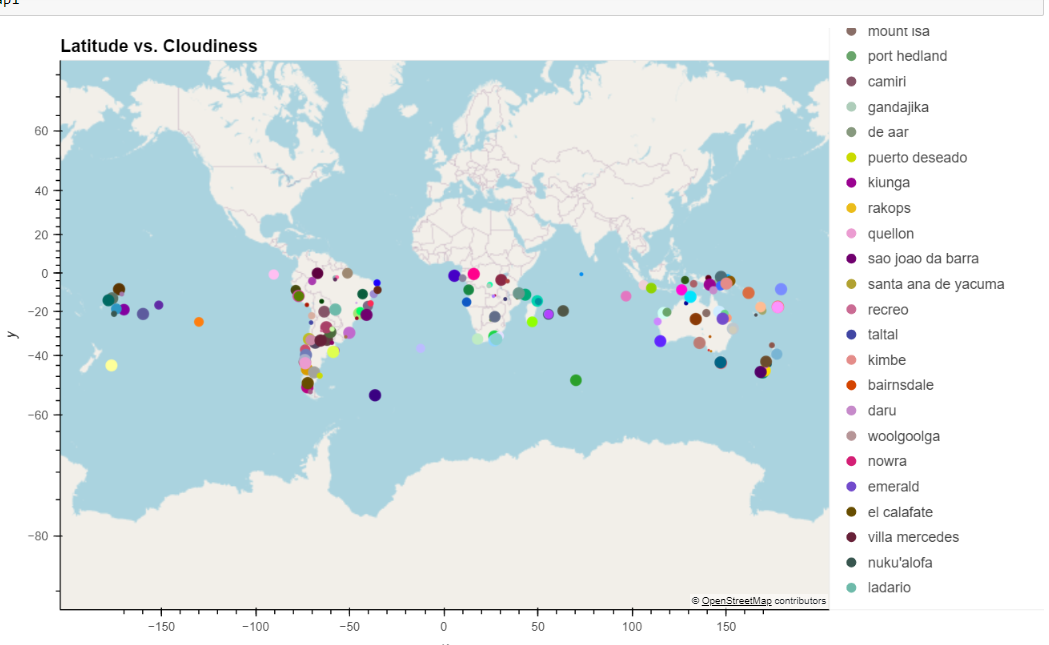 api
Latitude vs. Cloudiness
60
40
20
0
−20
−40
−60
−80
y
−150
−100
−50
0
50
100
150
© OpenStreetMap contributors
mount isa
port hedland
camiri
gandajika
de aar
puerto deseado
kiunga
rakops
quellon
sao joao da barra
santa ana de yacuma
recreo
taltal
kimbe
bairnsdale
daru
woolgoolga
nowra
emerald
el calafate
villa mercedes
nuku'alofa
ladario